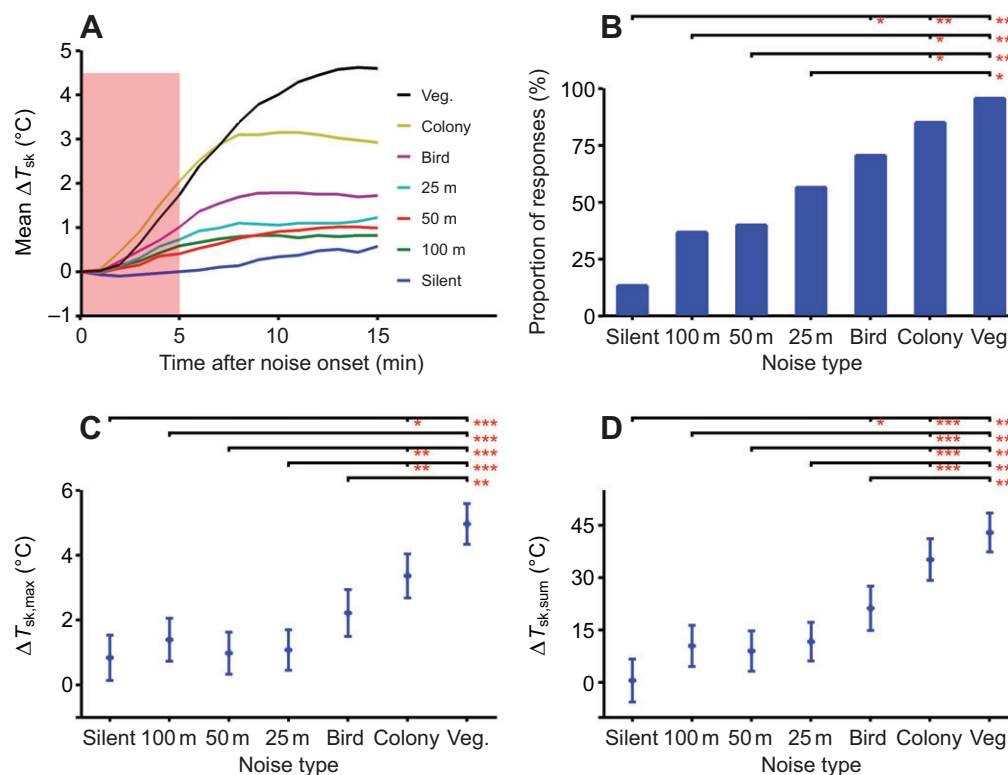 A
Mean ΔTsk (°C)
5
4
3
2
1
0
–1
0
5
10
15
Time after noise onset (min)
Veg.
Colony
Bird
25 m
50 m
100 m
Silent
B
* ** **
* **
* **
*
Proportion of responses (%)
100
75
50
25
0
Silent 100 m 50 m 25 m Bird Colony Veg
Noise type
C
* ***
***
** ***
** ***
**
ΔTsk,max (°C)
6
4
2
0
Silent 100 m 50 m 25 m Bird Colony Veg.
Noise type
D
* *** **
*** **
*** **
*** **
**
ΔTsk,sum (°C)
45
30
15
0
Silent 100 m 50 m 25 m Bird Colony Veg
Noise type